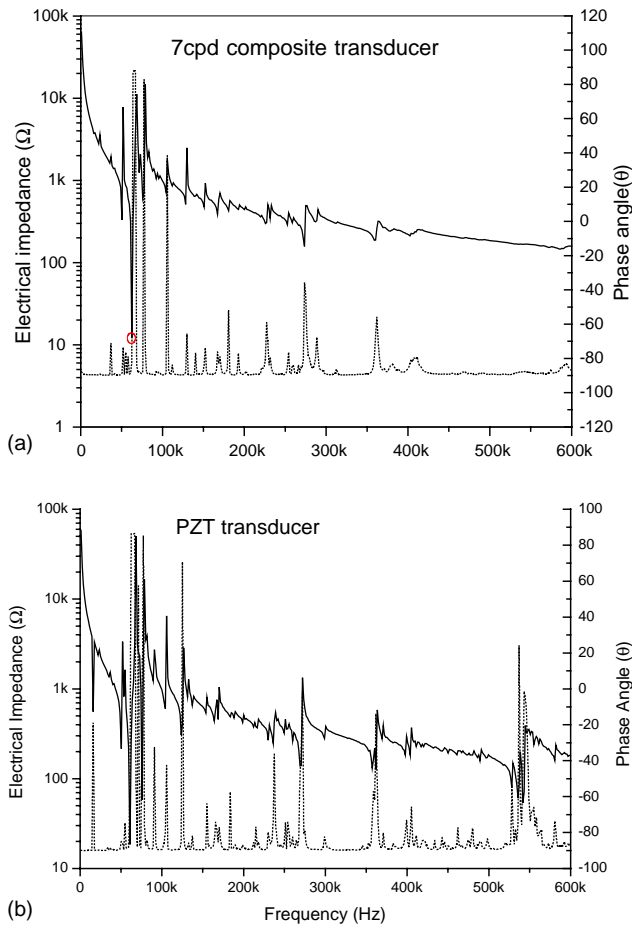 7cpd composite transducer
Electrical impedance (Ω)
100k
10k
1k
100
10
1
Phase angle(θ)
120
100
80
60
40
20
0
-20
-40
-60
-80
-100
-120
0 100k 200k 300k 400k 500k 600k
(a)
PZT transducer
Electrical Impedance (Ω)
100k
10k
1k
100
10
Phase Angle (θ)
100
80
60
40
20
0
-20
-40
-60
-80
-100
0 100k 200k 300k 400k 500k 600k
Frequency (Hz)
(b)